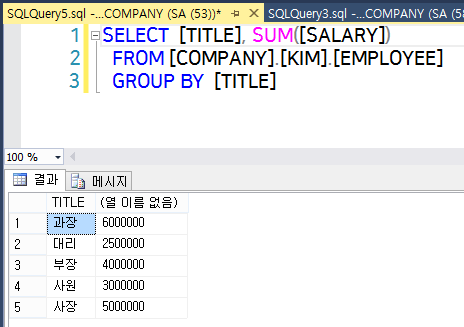 SQLQuery5.sql -...COMPANY (SA (53))* SQLQuery3.sql -...COMPANY (SA (5
1 SELECT [TITLE], SUM([SALARY])
2 FROM [COMPANY].[KIM].[EMPLOYEE]
3 GROUP BY [TITLE]
100 %
결과 메시지
TITLE (열 이름 없음)
1 과장 6000000
2 대리 2500000
3 부장 4000000
4 사원 3000000
5 사장 5000000